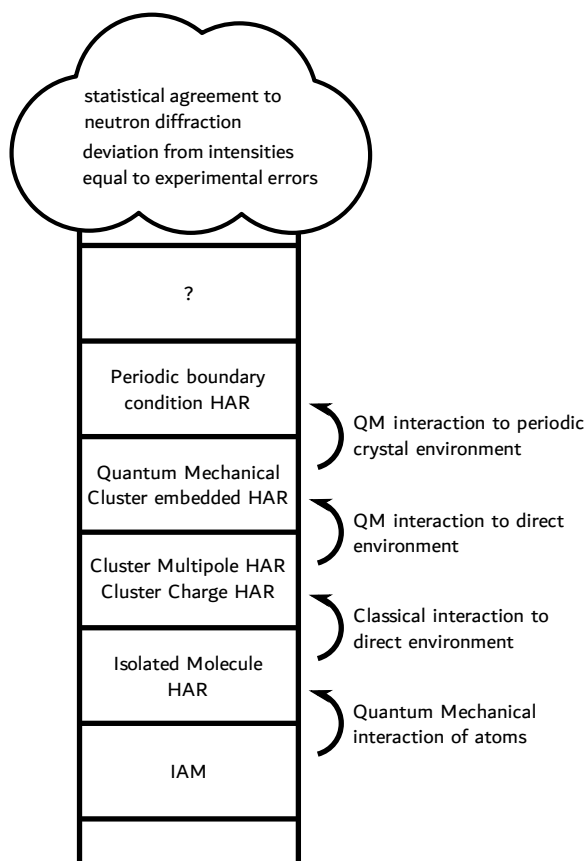 statistical agreement to
neutron diffraction
deviation from intensities
equal to experimental errors
?
Periodic boundary
condition HAR
QM interaction to periodic
crystal environment
Quantum Mechanical
Cluster embedded HAR
QM interaction to direct
environment
Cluster Multipole HAR
Cluster Charge HAR
Classical interaction to
direct environment
Isolated Molecule
HAR
Quantum Mechanical
interaction of atoms
IAM